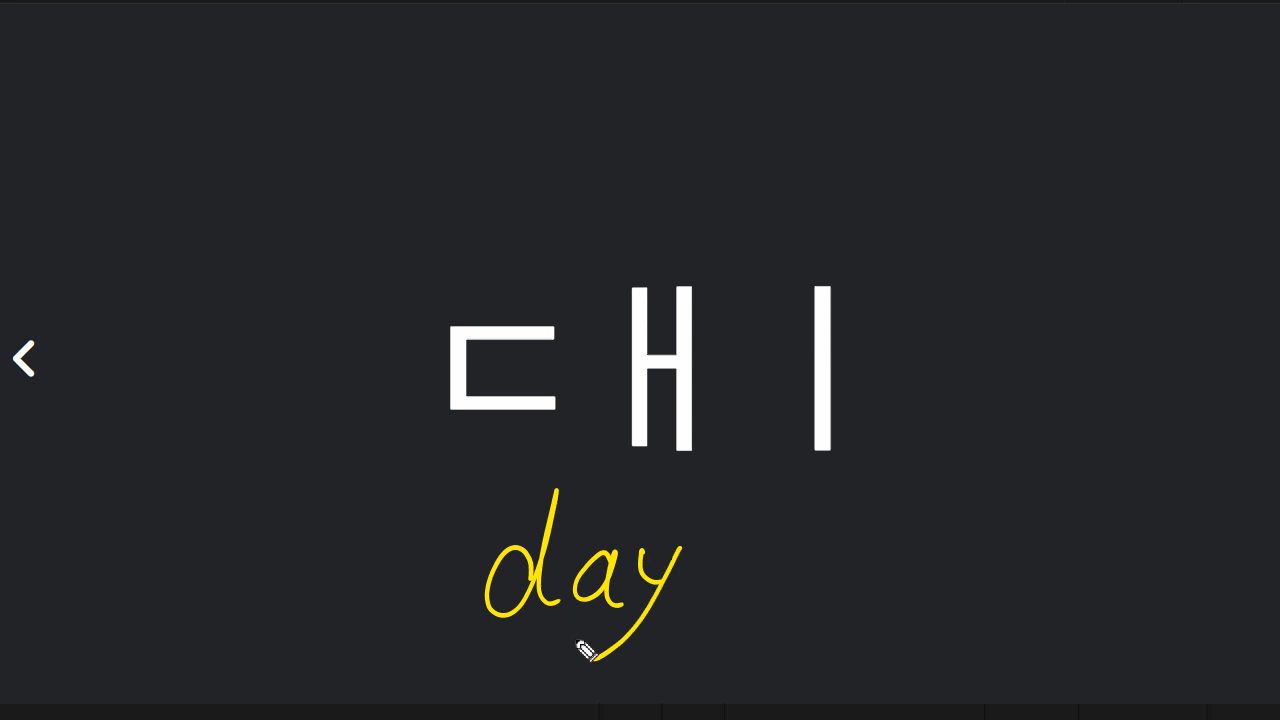 ㄷ ㅐ ㅣ
day